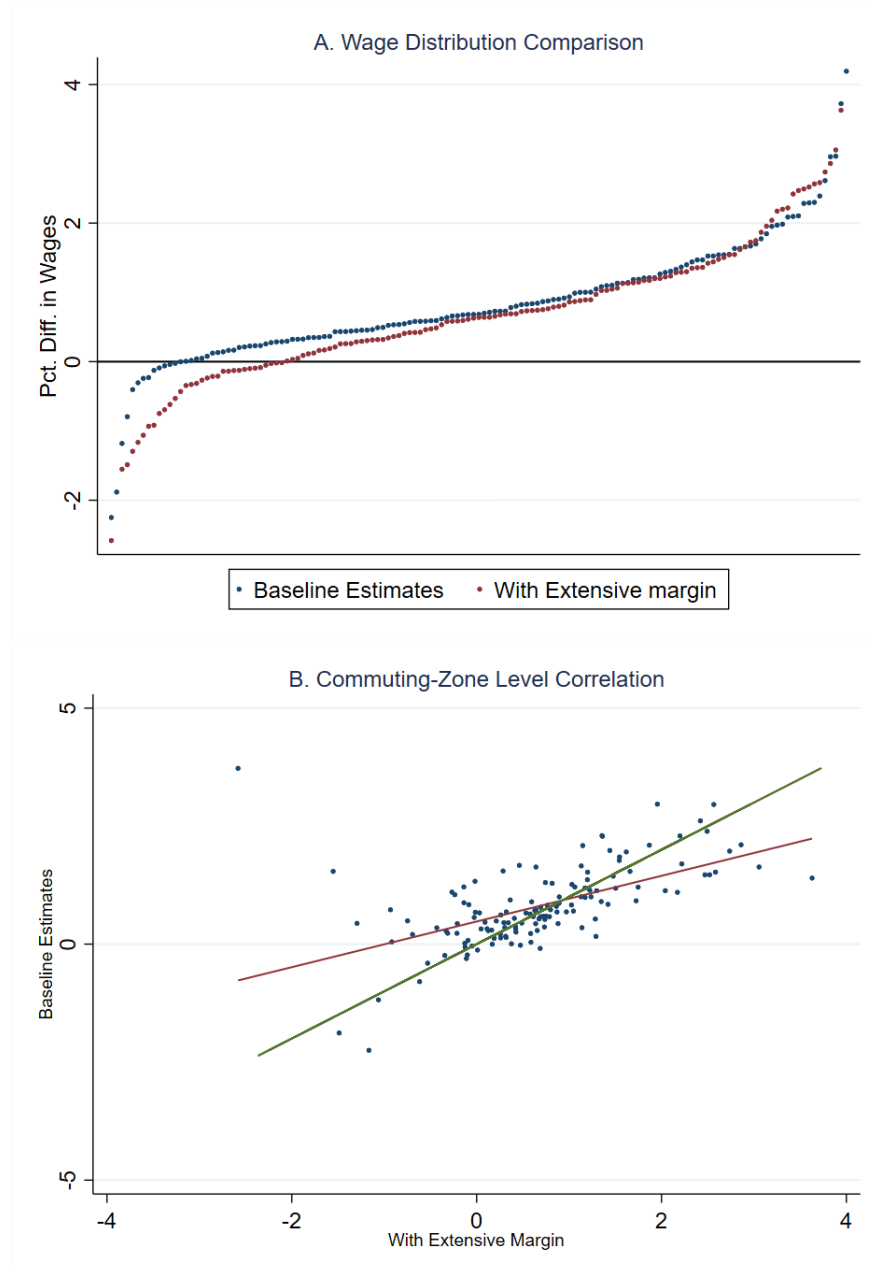 A. Wage Distribution Comparison
Pct. Diff. in Wages
4
2
0
-2
Baseline Estimates
With Extensive margin
B. Commuting-Zone Level Correlation
Baseline Estimates
5
0
-5
-4
-2
0
2
4
With Extensive Margin